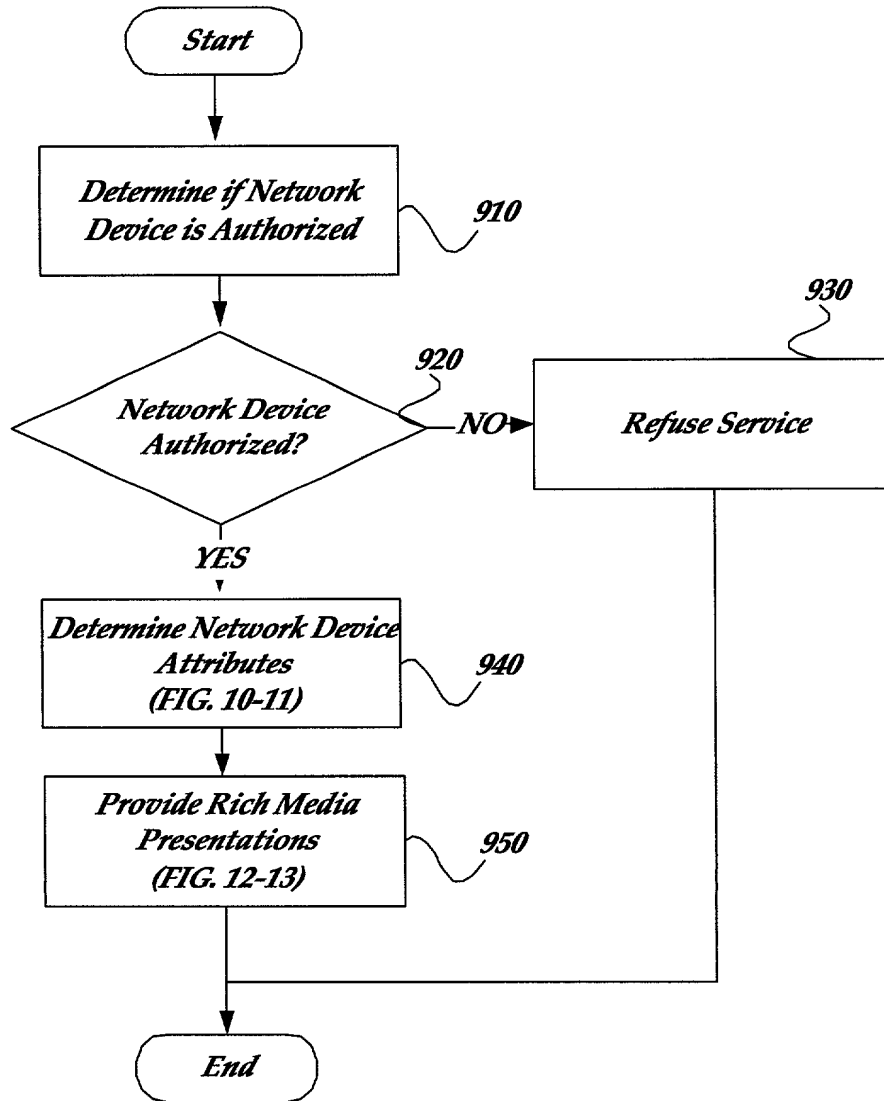 Start
Determine if Network
Device is Authorized
910
930
920
Network Device
Authorized?
NO
Refuse Service
YES
Determine Network Device
Attributes
(FIG. 10-11)
940
Provide Rich Media
Presentations
(FIG. 12-13)
950
End